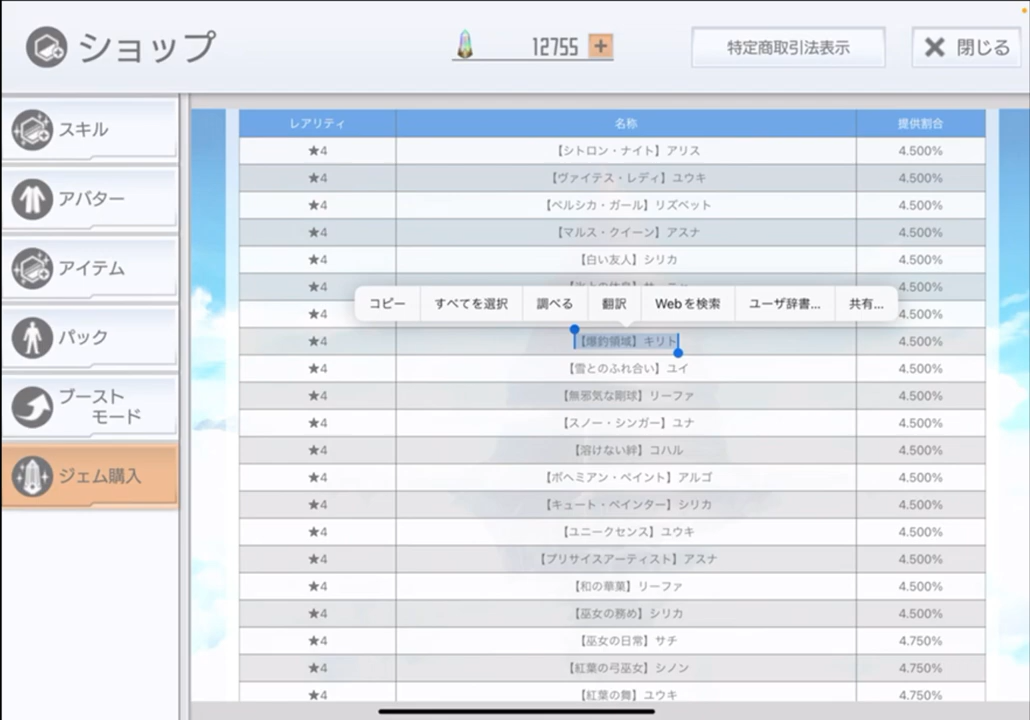 ショップ
12755
特定商取引法表示
閉じる
スキル
アバター
アイテム
パック
ブースト
モード
ジェム購入
レアリティ 名称 提供割合
★4 【シトロン・ナイト】アリス 4.500%
★4 【ヴァイテス・レディ】ユウキ 4.500%
★4 【ペルシカ・ガール】リズベット 4.500%
★4 【マルス・クイーン】アスナ 4.500%
★4 【白い友人】シリカ 4.500%
★4 4.500%
コピー すべてを選択 調べる 翻訳 Webを検索 ユーザ辞書... 共有...
★4 4.500%
★4 【爆釣領域】キリト 4.500%
★4 【雪とのふれ合い】ユイ 4.500%
★4 【無邪気な剛球】リーファ 4.500%
★4 【スノー・シンガー】ユナ 4.500%
★4 【溶けない絆】コハル 4.500%
★4 【ボヘミアン・ペイント】アルゴ 4.500%
★4 【キュート・ペインター】シリカ 4.500%
★4 【ユニークセンス】ユウキ 4.500%
★4 【プリサイスアーティスト】アスナ 4.500%
★4 【和の華菓】リーファ 4.500%
★4 【巫女の務め】シリカ 4.500%
★4 【巫女の日常】サチ 4.750%
★4 【紅葉の弓巫女】シノン 4.750%
★4 【紅葉の舞】ユウキ 4.750%